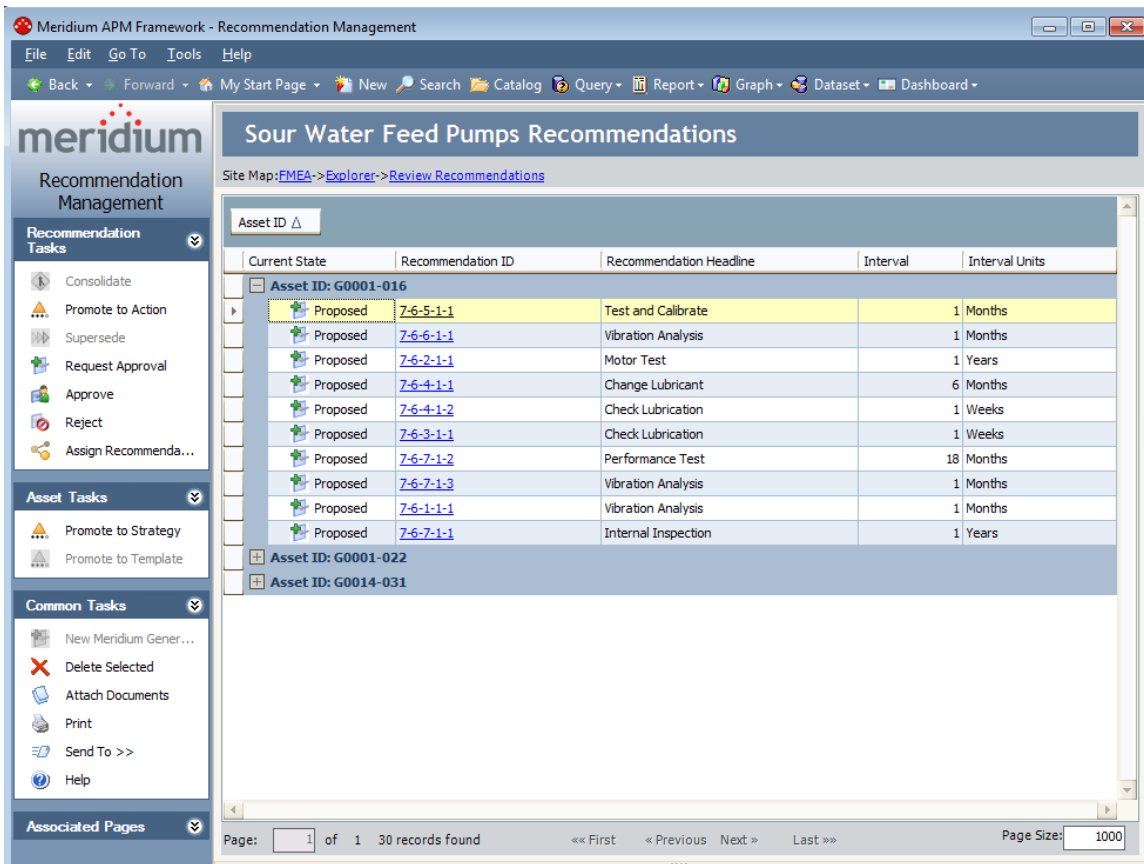 Meridium APM Framework - Recommendation Management
File Edit Go To Tools Help
Back Forward My Start Page New Search Catalog Query Report Graph Dataset Dashboard
meridium
Recommendation
Management
Recommendation
Tasks
Consolidate
Promote to Action
Supersede
Request Approval
Approve
Reject
Assign Recommenda...
Asset Tasks
Promote to Strategy
Promote to Template
Common Tasks
New Meridium Gener...
Delete Selected
Attach Documents
Print
Send To >>
Help
Associated Pages
Sour Water Feed Pumps Recommendations
Site Map:FMEA->Explorer->Review Recommendations
Asset ID △
Current State Recommendation ID Recommendation Headline Interval Interval Units
Asset ID: G0001-016
Proposed 7-6-5-1-1 Test and Calibrate 1 Months
Proposed 7-6-6-1-1 Vibration Analysis 1 Months
Proposed 7-6-2-1-1 Motor Test 1 Years
Proposed 7-6-4-1-1 Change Lubricant 6 Months
Proposed 7-6-4-1-2 Check Lubrication 1 Weeks
Proposed 7-6-3-1-1 Check Lubrication 1 Weeks
Proposed 7-6-7-1-2 Performance Test 18 Months
Proposed 7-6-7-1-3 Vibration Analysis 1 Months
Proposed 7-6-1-1-1 Vibration Analysis 1 Months
Proposed 7-6-7-1-1 Internal Inspection 1 Years
Asset ID: G0001-022
Asset ID: G0014-031
Page: 1 of 1 30 records found «« First « Previous Next » Last »» Page Size: 1000